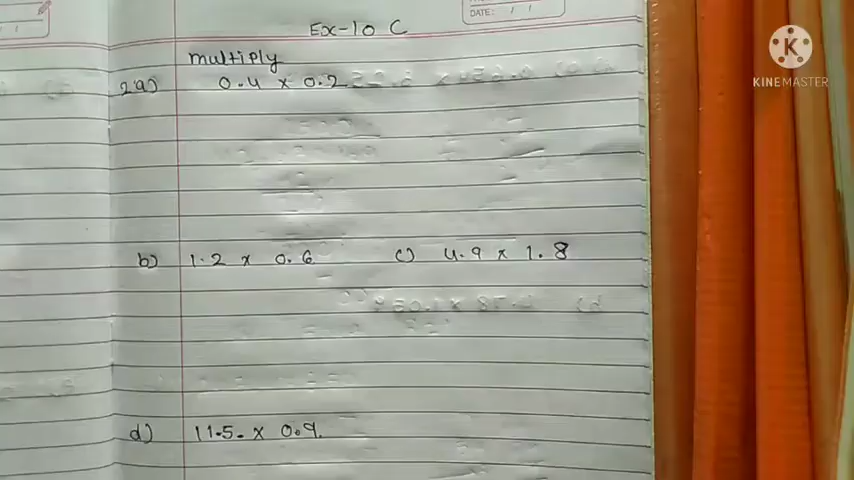 DATE: / /
Ex-10 C
multiply
2.a) 0.4 x 0.2
b) 1.2 x 0.6 c) 4.9 x 1.8
d) 11.5. x 0.9.
K
KINEMASTER